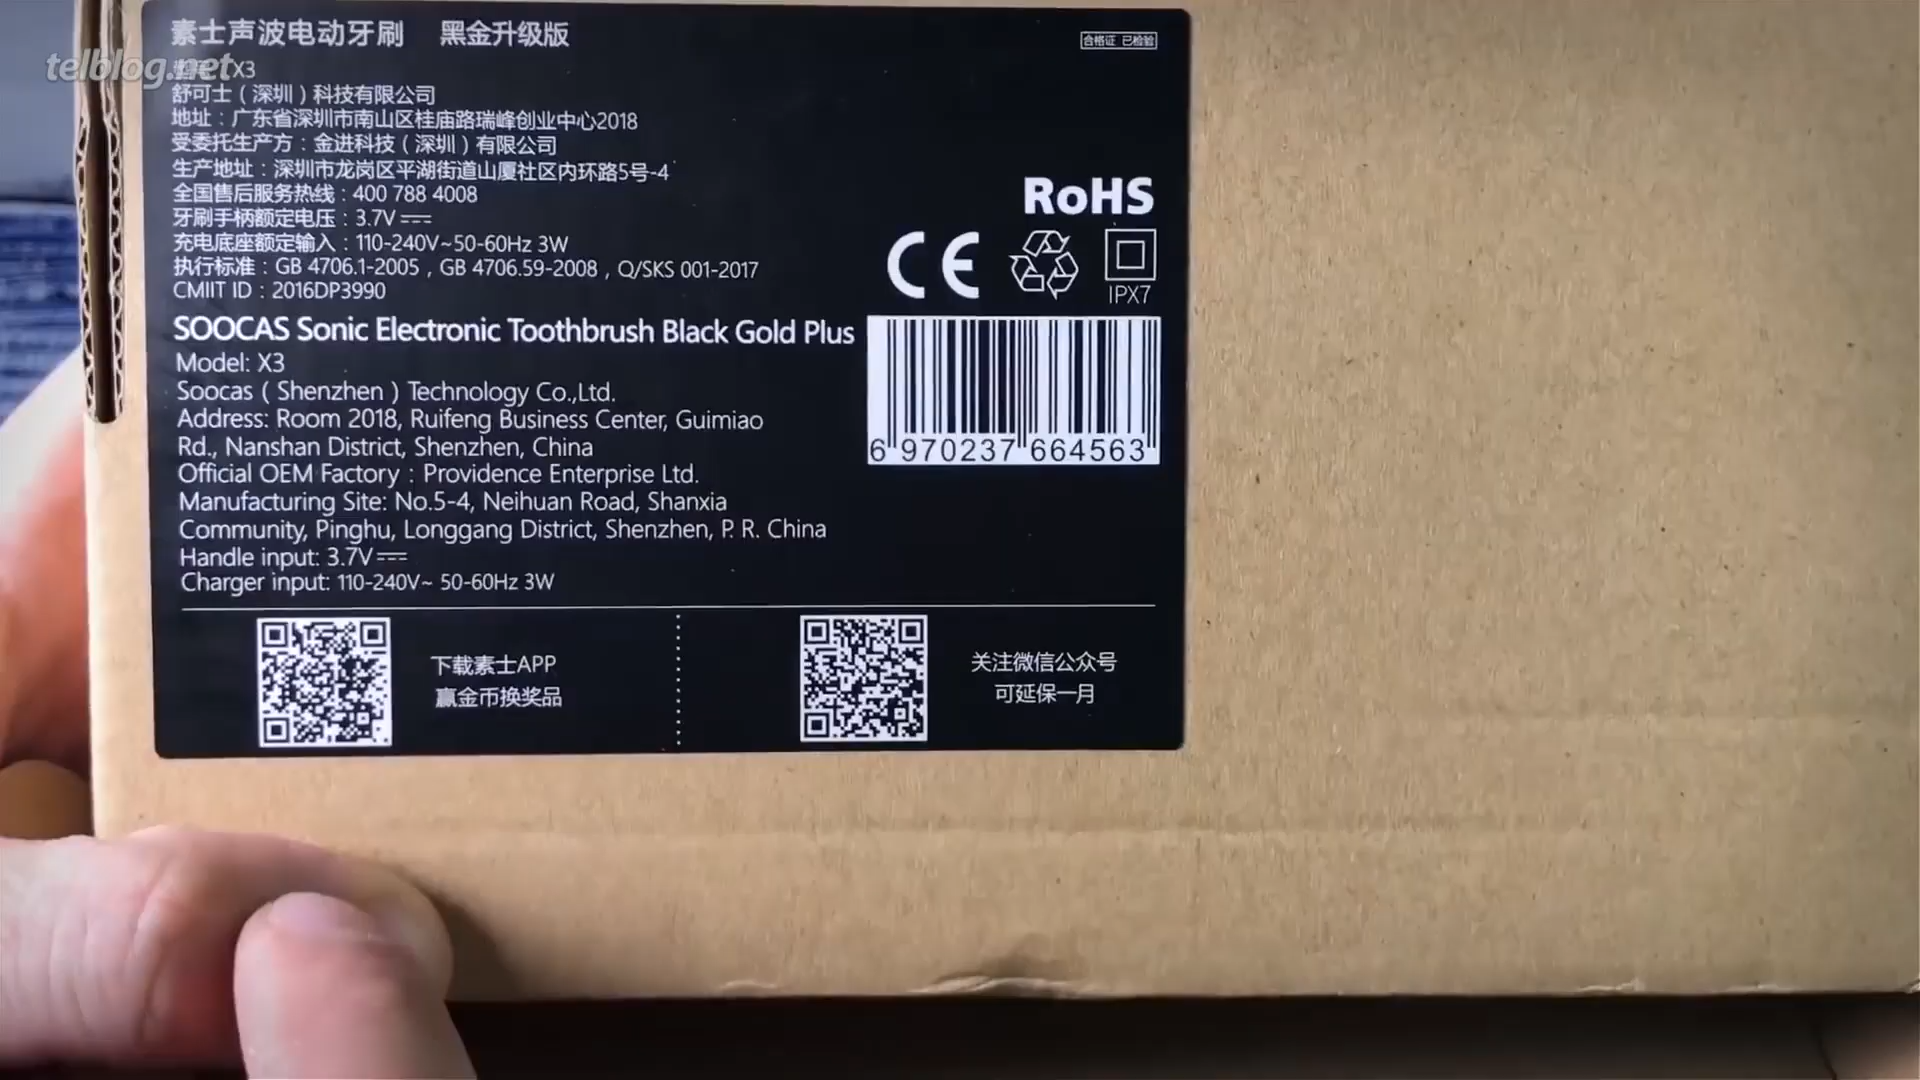 素士声波电动牙刷 黑金升级版
合格证 已检验
telblog.net
X3
舒可士（深圳）科技有限公司
地址：广东省深圳市南山区桂庙路瑞峰创业中心2018
受委托生产方：金进科技（深圳）有限公司
生产地址：深圳市龙岗区平湖街道山厦社区内环路5号-4
全国售后服务热线：400 788 4008
牙刷手柄额定电压：3.7V
充电底座额定输入：110-240V~50-60Hz 3W
执行标准：GB 4706.1-2005，GB 4706.59-2008，Q/SKS 001-2017
CMIIT ID：2016DP3990
RoHS
CE
IPX7
SOOCAS Sonic Electronic Toothbrush Black Gold Plus
Model: X3
Soocas ( Shenzhen ) Technology Co.,Ltd.
Address: Room 2018, Ruifeng Business Center, Guimiao
Rd., Nanshan District, Shenzhen, China
Official OEM Factory : Providence Enterprise Ltd.
Manufacturing Site: No.5-4, Neihuan Road, Shanxia
Community, Pinghu, Longgang District, Shenzhen, P. R. China
Handle input: 3.7V
Charger input: 110-240V~ 50-60Hz 3W
6 970237 664563
下载素士APP
赢金币换奖品
关注微信公众号
可延保一月